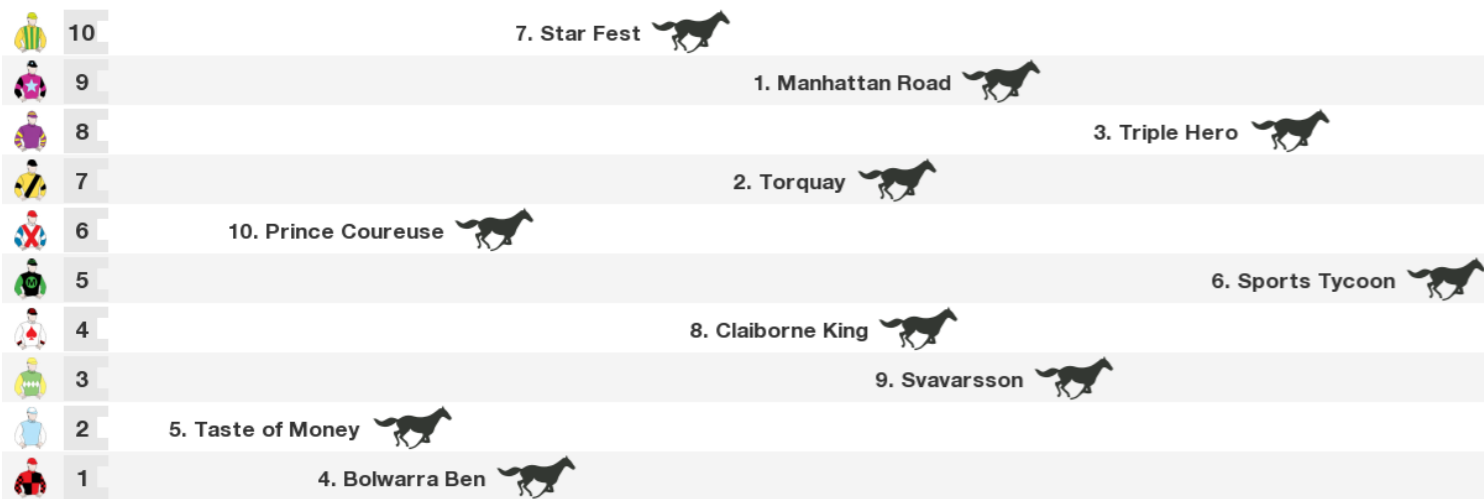 10 7. Star Fest
9 1. Manhattan Road
8 3. Triple Hero
7 2. Torquay
6 10. Prince Coureuse
5 M 6. Sports Tycoon
4 8. Claiborne King
3 9. Svavarsson
2 5. Taste of Money
1 4. Bolwarra Ben